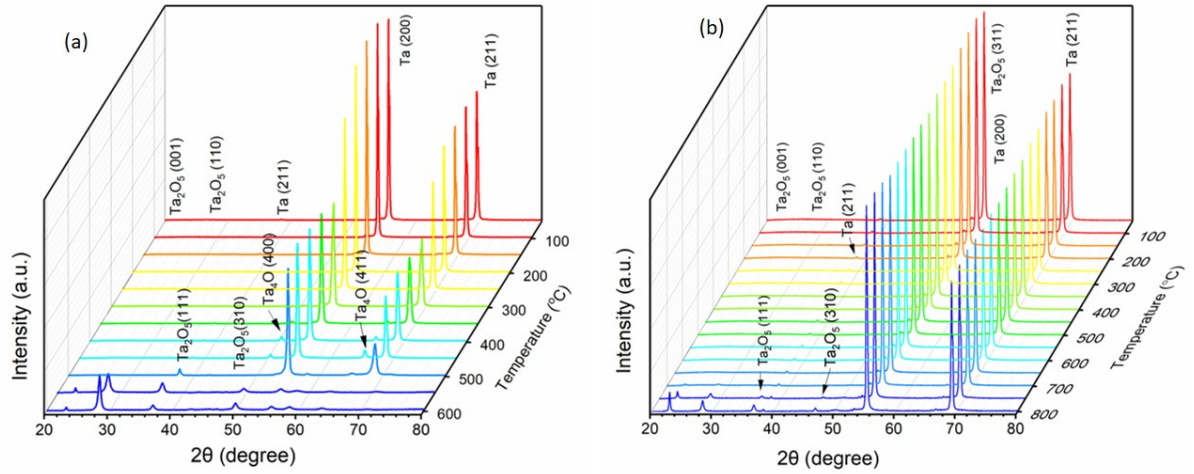 (a)
Ta (200)
Ta (211)
Ta₂O₅ (001)
Ta₂O₅ (110)
Ta (211)
Ta₄O (400)
Ta₄O (411)
Ta₂O₅ (111)
Ta₂O₅(310)
Intensity (a.u.)
100
200
300
400
500
600
Temperature (ºC)
20 30 40 50 60 70 80
2θ (degree)
(b)
Ta₂O₅ (311)
Ta (211)
Ta (200)
Ta₂O₅ (001)
Ta₂O₅ (110)
Ta (211)
Ta₂O₅ (111)
Ta₂O₅ (310)
Intensity (a.u.)
100
200
300
400
500
600
700
800
Temperature (ºC)
20 30 40 50 60 70 80
2θ (degree)